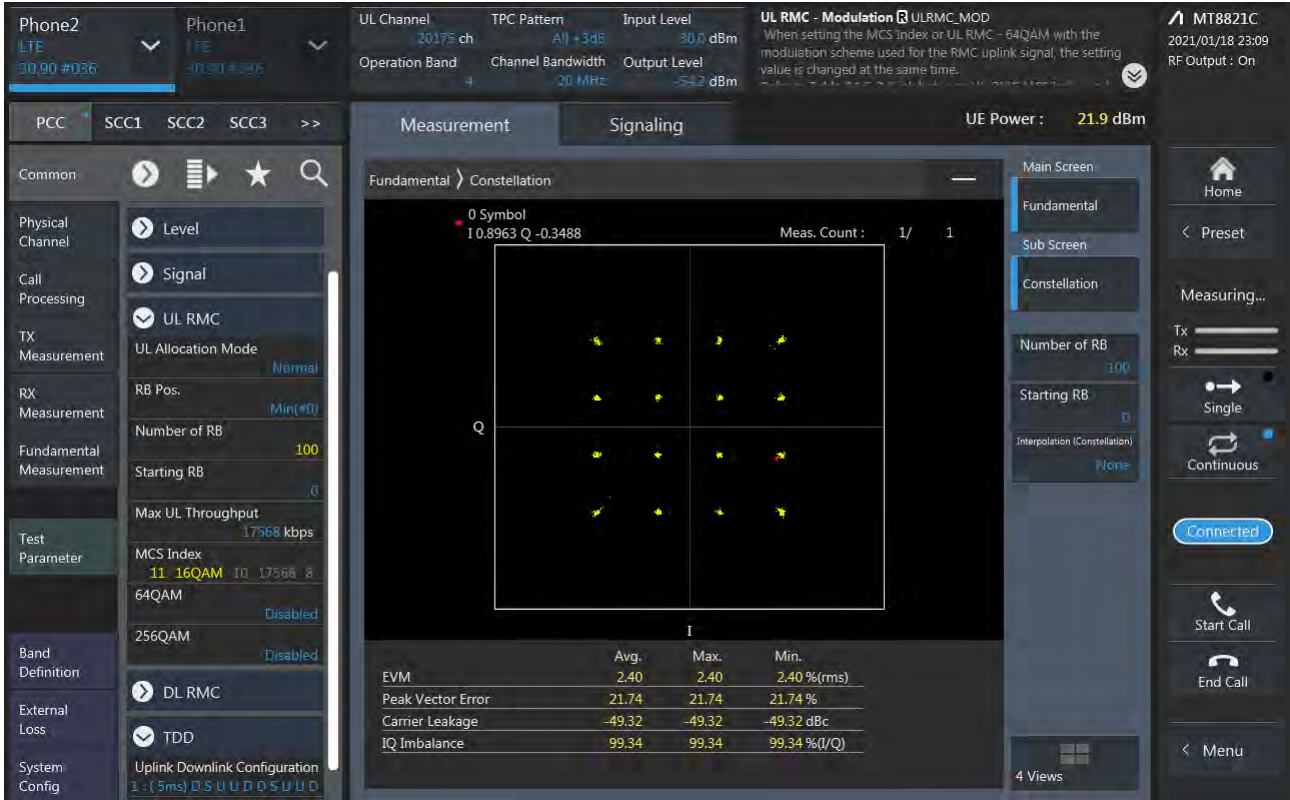 Phone2
LTE
30.90 #036
Phone1
LTE
UL Channel
20175 ch
TPC Pattern
All +3dB
Input Level
30.0 dBm
Operation Band
4
Channel Bandwidth
20 MHz
Output Level
-54.2 dBm
UL RMC - Modulation R ULRMC_MOD
When setting the MCS Index or UL RMC - 64QAM with the
modulation scheme used for the RMC uplink signal, the setting
value is changed at the same time.
MT8821C
2021/01/18 23:09
RF Output : On
PCC SCC1 SCC2 SCC3 >>
Measurement
Signaling
UE Power : 21.9 dBm
Common
Physical
Channel
Call
Processing
TX
Measurement
RX
Measurement
Fundamental
Measurement
Test
Parameter
Band
Definition
External
Loss
System
Config
Level
Signal
UL RMC
UL Allocation Mode
Normal
RB Pos.
Min(#0)
Number of RB
100
Starting RB
0
Max UL Throughput
17568 kbps
MCS Index
11 16QAM 10 17568 8
64QAM
Disabled
256QAM
Disabled
DL RMC
TDD
Uplink Downlink Configuration
1 : ( 5ms) D S U U D D S U U D
Fundamental 〉 Constellation
0 Symbol
I 0.8963 Q -0.3488
Meas. Count : 1/ 1
Q
I
Avg. Max. Min.
EVM 2.40 2.40 2.40 %(rms)
Peak Vector Error 21.74 21.74 21.74 %
Carrier Leakage -49.32 -49.32 -49.32 dBc
IQ Imbalance 99.34 99.34 99.34 %(I/Q)
Main Screen
Fundamental
Sub Screen
Constellation
Number of RB
100
Starting RB
0
Interpolation (Constellation)
None
4 Views
Home
< Preset
Measuring...
Tx
Rx
Single
Continuous
Connected
Start Call
End Call
< Menu